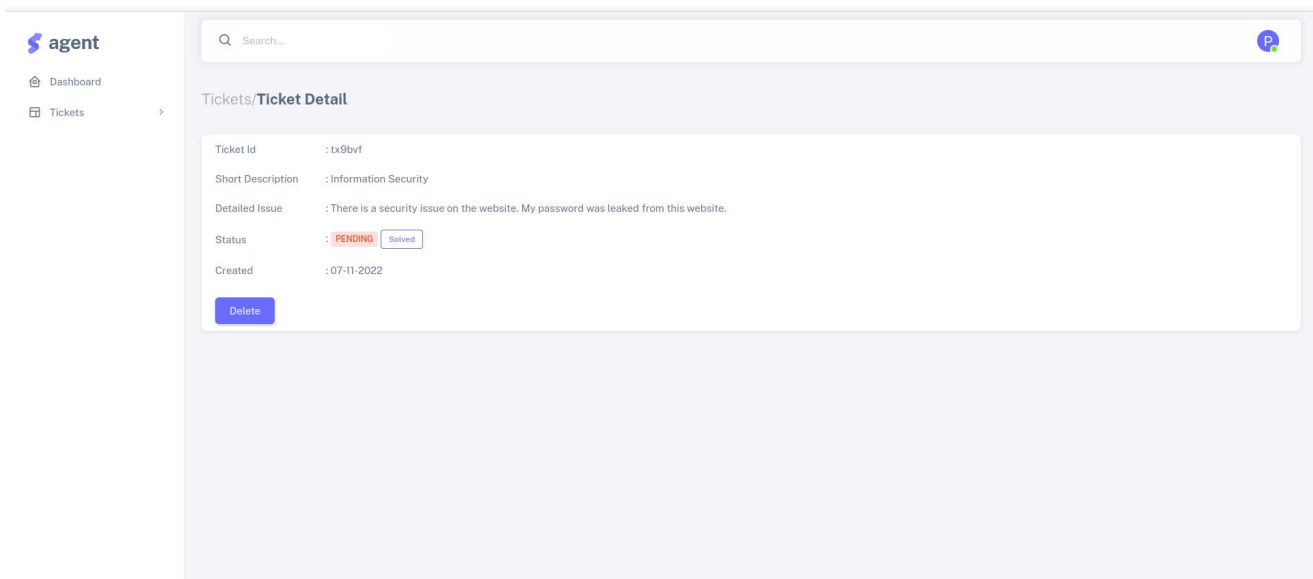 agent
Search...
P
Dashboard
Tickets
Tickets/Ticket Detail
Ticket Id : tx9bvf
Short Description : Information Security
Detailed Issue : There is a security issue on the website. My password was leaked from this website.
Status : PENDING Solved
Created : 07-11-2022
Delete